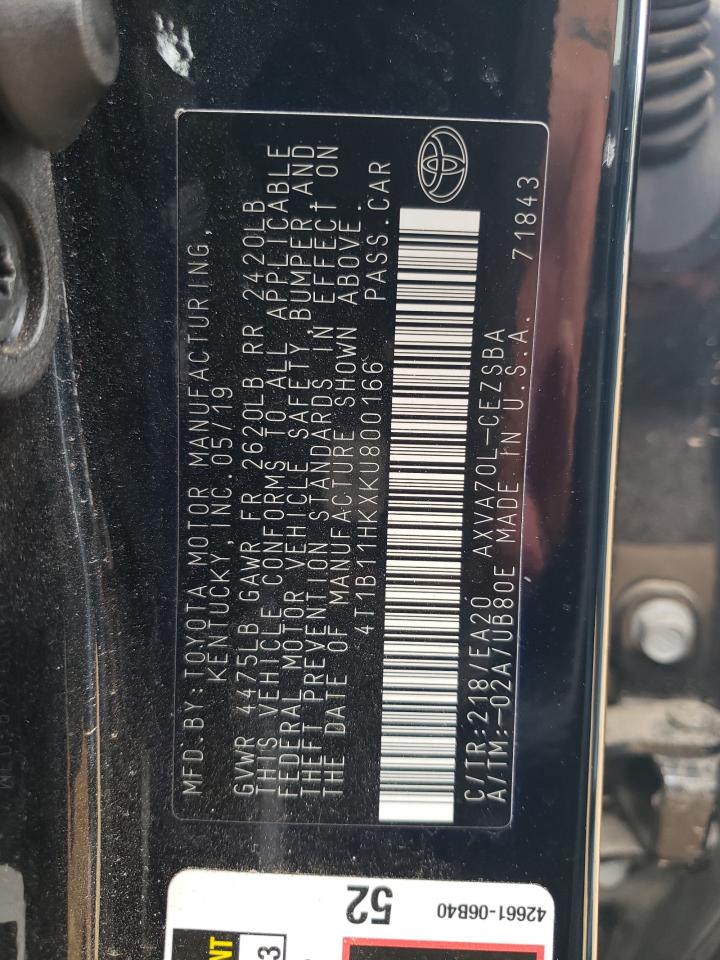 MFD.BY:TOYOTA MOTOR MANUFACTURING,
KENTUCKY, INC.05/19
GVWR 4475LB GAWR FR 2620LB RR 2420LB
THIS VEHICLE CONFORMS TO ALL APPLICABLE
FEDERAL MOTOR VEHICLE SAFETY,BUMPER,AND
THEFT PREVENTION STANDARDS IN EFFECT ON
THE DATE OF MANUFACTURE SHOWN ABOVE.
4T1B11HKXKU800166 PASS.CAR
C/TR:218/EA20 AXVA70L-CEZSBA
A/TM:-02A/UB80E MADE IN U.S.A. 71843
52
42661-06B40